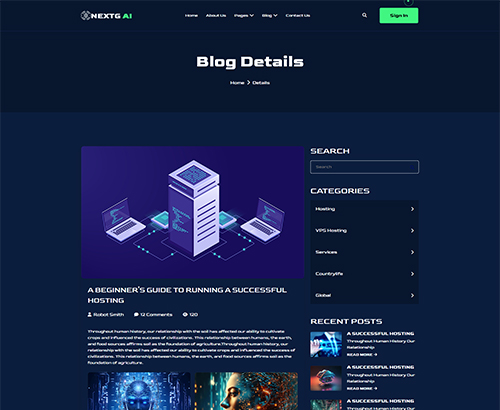 NEXTG AI
Home About Us Pages Blog Contact Us
Sign In
Blog Details
Home > Details
SEARCH
Search
CATEGORIES
Hosting
VPS Hosting
Services
Countrylife
Global
A BEGINNER'S GUIDE TO RUNNING A SUCCESSFUL
HOSTING
Robot Smith 12 Comments 120
Throughout human history, our relationship with the soil has affected our ability to cultivate
crops and influenced the success of civilizations. This relationship between humans, the
earth, and food sources affirms soil as the foundation of agriculture.Throughout human history, our
relationship with the soil has affected our ability to cultivate crops and influenced the success of
civilizations. This relationship between humans, the earth, and food sources affirms soil as the
foundation of agriculture.
RECENT POSTS
A SUCCESSFUL HOSTING
Throughout Human History Our
Relationship
READ MORE
A SUCCESSFUL HOSTING
Throughout Human History Our
Relationship
READ MORE
A SUCCESSFUL HOSTING
Throughout Human History Our